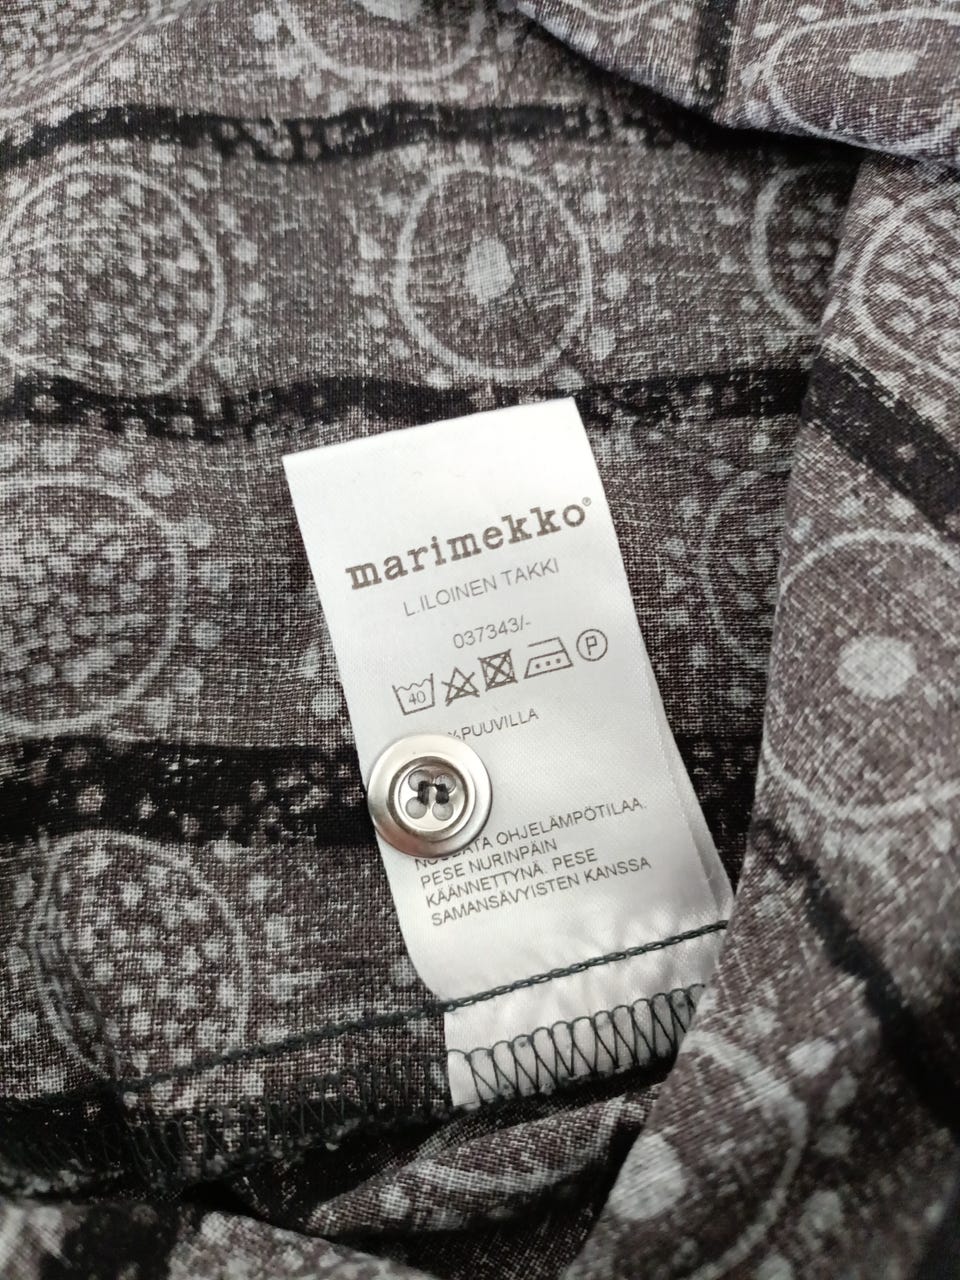 marimekko®
L.ILOINEN TAKKI
037343/-
40 P
%PUUVILLA
NOUDATA OHJELÄMPÖTILAA.
PESE NURINPÄIN
KÄÄNNETTYNÄ. PESE
SAMANSÄVYISTEN KANSSA